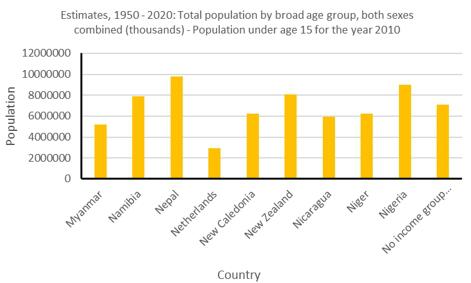 Estimates, 1950 - 2020: Total population by broad age group, both sexes
combined (thousands) - Population under age 15 for the year 2010
12000000
10000000
8000000
6000000
4000000
2000000
0
Population
Myanmar
Namibia
Nepal
Netherlands
New Caledonia
New Zealand
Nicaragua
Niger
Nigeria
No income group...
Country